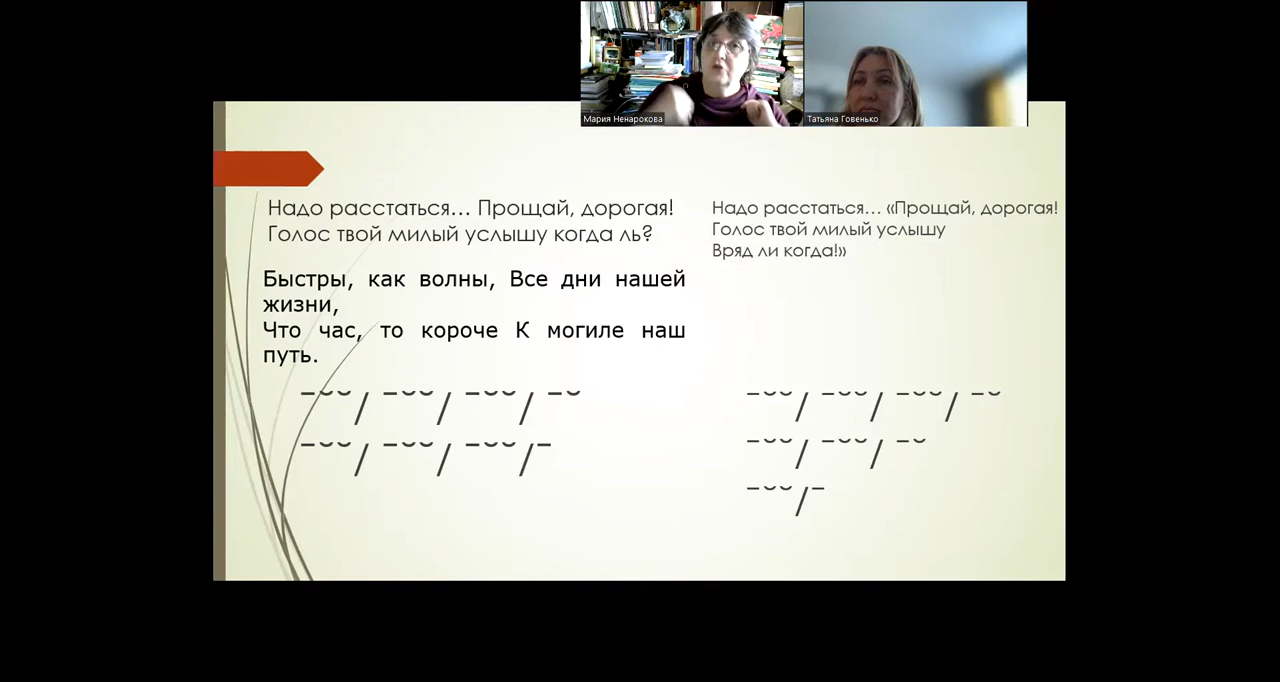 Мария Ненарокова
Татьяна Говенько
Надо расстаться... Прощай, дорогая!
Голос твой милый услышу когда ль?
Быстры, как волны, Все дни нашей
жизни,
Что час, то короче К могиле наш
путь.
Надо расстаться... «Прощай, дорогая!
Голос твой милый услышу
Вряд ли когда!»
¯˘˘/ ¯˘˘/ ¯˘˘/ ¯˘
¯˘˘/ ¯˘˘/ ¯˘˘/¯
¯˘˘/ ¯˘˘/ ¯˘˘/ ¯˘
¯˘˘/ ¯˘˘/ ¯˘
¯˘˘/¯